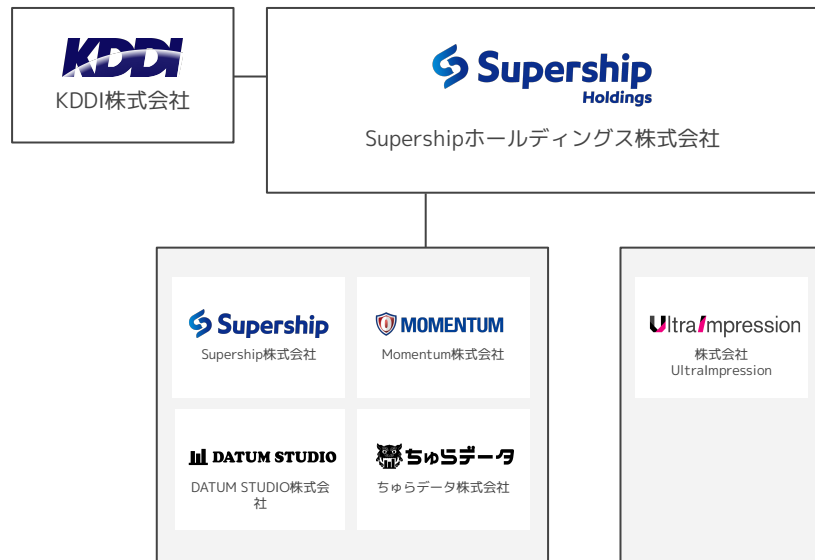 KDDI
KDDI株式会社
Supership
Holdings
Supershipホールディングス株式会社
Supership
Supership株式会社
MOMENTUM
Momentum株式会社
UltraImpression
株式会社
UltraImpression
DATUM STUDIO
DATUM STUDIO株式会
社
ちゅらデータ
ちゅらデータ株式会社